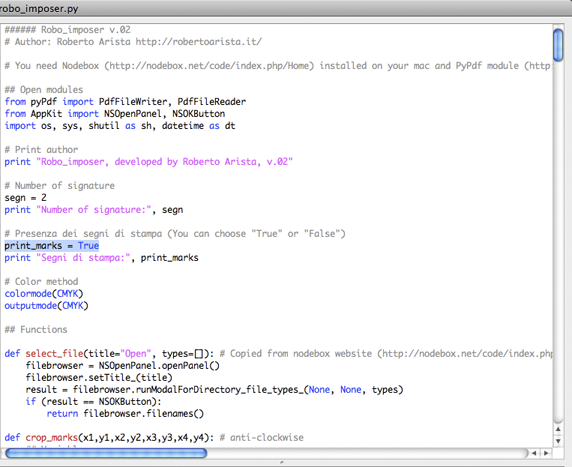 robo_imposer.py
###### Robo_imposer v.02
# Author: Roberto Arista http://robertoarista.it/
# You need Nodebox (http://nodebox.net/code/index.php/Home) installed on your mac and PyPdf module (http
## Open modules
from pyPdf import PdfFileWriter, PdfFileReader
from AppKit import NSOpenPanel, NSOKButton
import os, sys, shutil as sh, datetime as dt
# Print author
print "Robo_imposer, developed by Roberto Arista, v.02"
# Number of signature
segn = 2
print "Number of signature:", segn
# Presenza dei segni di stampa (You can choose "True" or "False")
print_marks = True
print "Segni di stampa:", print_marks
# Color method
colormode(CMYK)
outputmode(CMYK)
## Functions
def select_file(title="Open", types=[]): # Copied from nodebox website (http://nodebox.net/code/index.php
filebrowser = NSOpenPanel.openPanel()
filebrowser.setTitle_(title)
result = filebrowser.runModalForDirectory_file_types_(None, None, types)
if (result == NSOKButton):
return filebrowser.filenames()
def crop_marks(x1,y1,x2,y2,x3,y3,x4,y4): # anti-clockwise